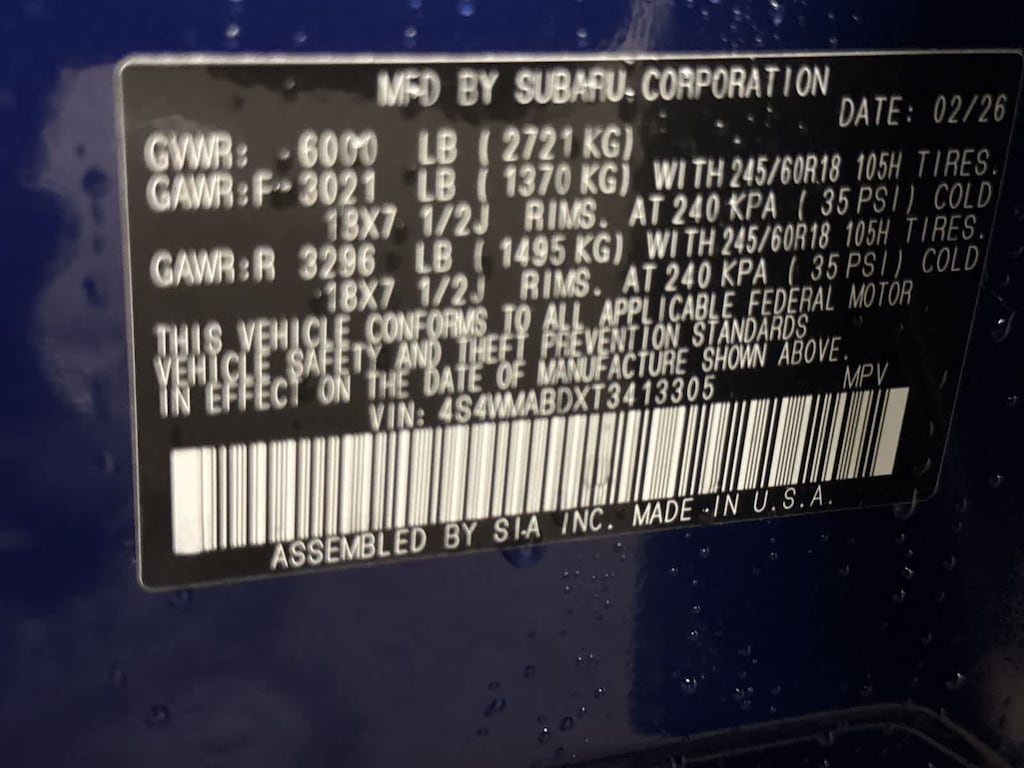 MFD BY SUBARU CORPORATION
DATE: 02/26
GVWR: 6000 LB ( 2721 KG)
GAWR:F 3021 LB ( 1370 KG) WITH 245/60R18 105H TIRES.
18X7 1/2J RIMS. AT 240 KPA ( 35 PSI) COLD
GAWR:R 3296 LB ( 1495 KG) WITH 245/60R18 105H TIRES.
18X7 1/2J RIMS. AT 240 KPA ( 35 PSI) COLD
THIS VEHICLE CONFORMS TO ALL APPLICABLE FEDERAL MOTOR
VEHICLE SAFETY AND THEFT PREVENTION STANDARDS
IN EFFECT ON THE DATE OF MANUFACTURE SHOWN ABOVE.
VIN: 4S4WMABDXT3413305 MPV
ASSEMBLED BY SIA INC. MADE IN U.S.A.